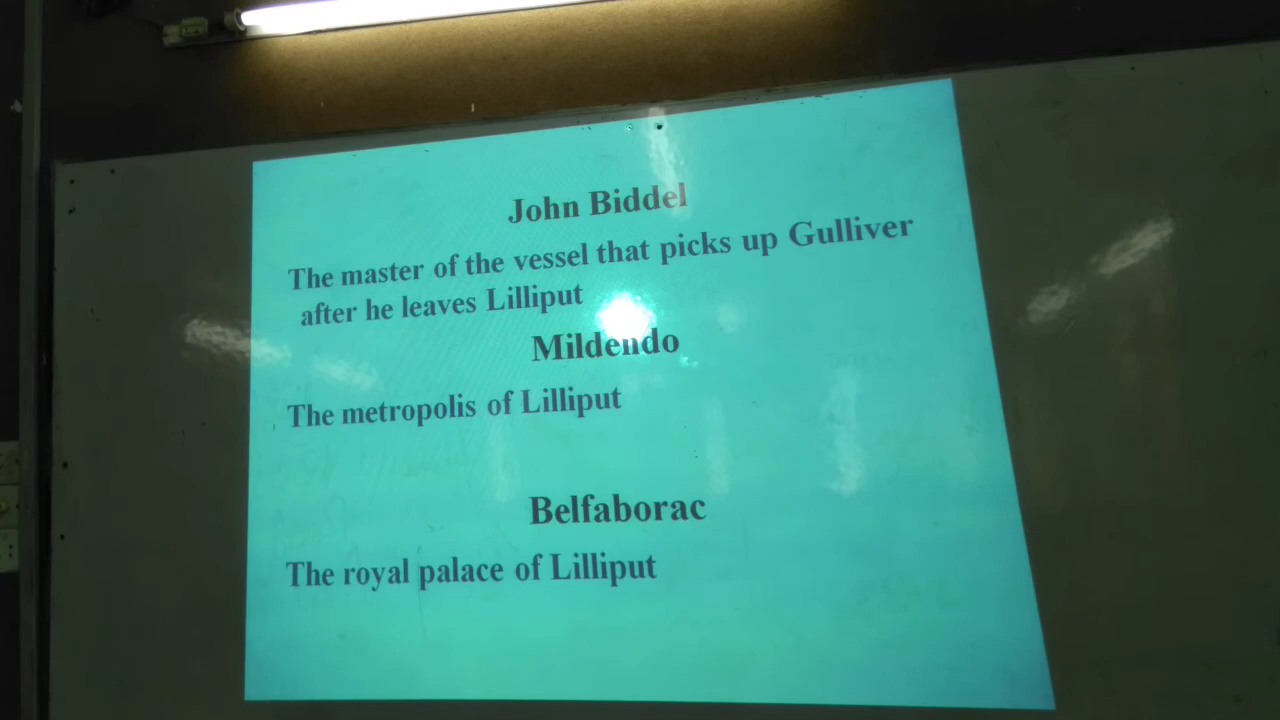 John Biddel
The master of the vessel that picks up Gulliver
after he leaves Lilliput
Mildendo
The metropolis of Lilliput
Belfaborac
The royal palace of Lilliput